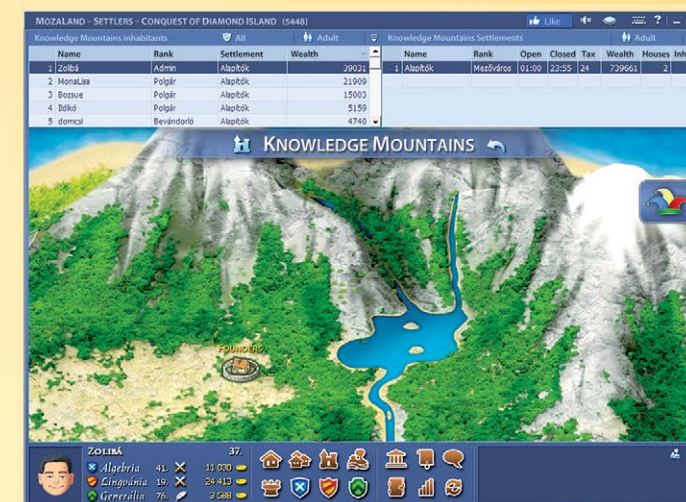 MOZALAND - SETTLERS - CONQUEST OF DIAMOND ISLAND (5448) Like ?
Knowledge Mountains inhabitants All Adult
Name Rank Settlement Wealth
1 Zolibá Admin Alapítók 39031
2 MonaLisa Polgár Alapítók 21909
3 Bozsue Polgár Alapítók 15003
4 Ildikó Polgár Alapítók 5159
5 domcsi Bevándorló Alapítók 4740
Knowledge Mountains Settlements Adult
Name Rank Open Closed Tax Wealth Houses Inh
1 Alapítók Mezőváros 01:00 23:55 24 739661 2
KNOWLEDGE MOUNTAINS
FOUNDERS
ZOLIBÁ 37.
Algebria 41. 11 030
Lingvánia 19. 24 413
Generália 76. 3 588